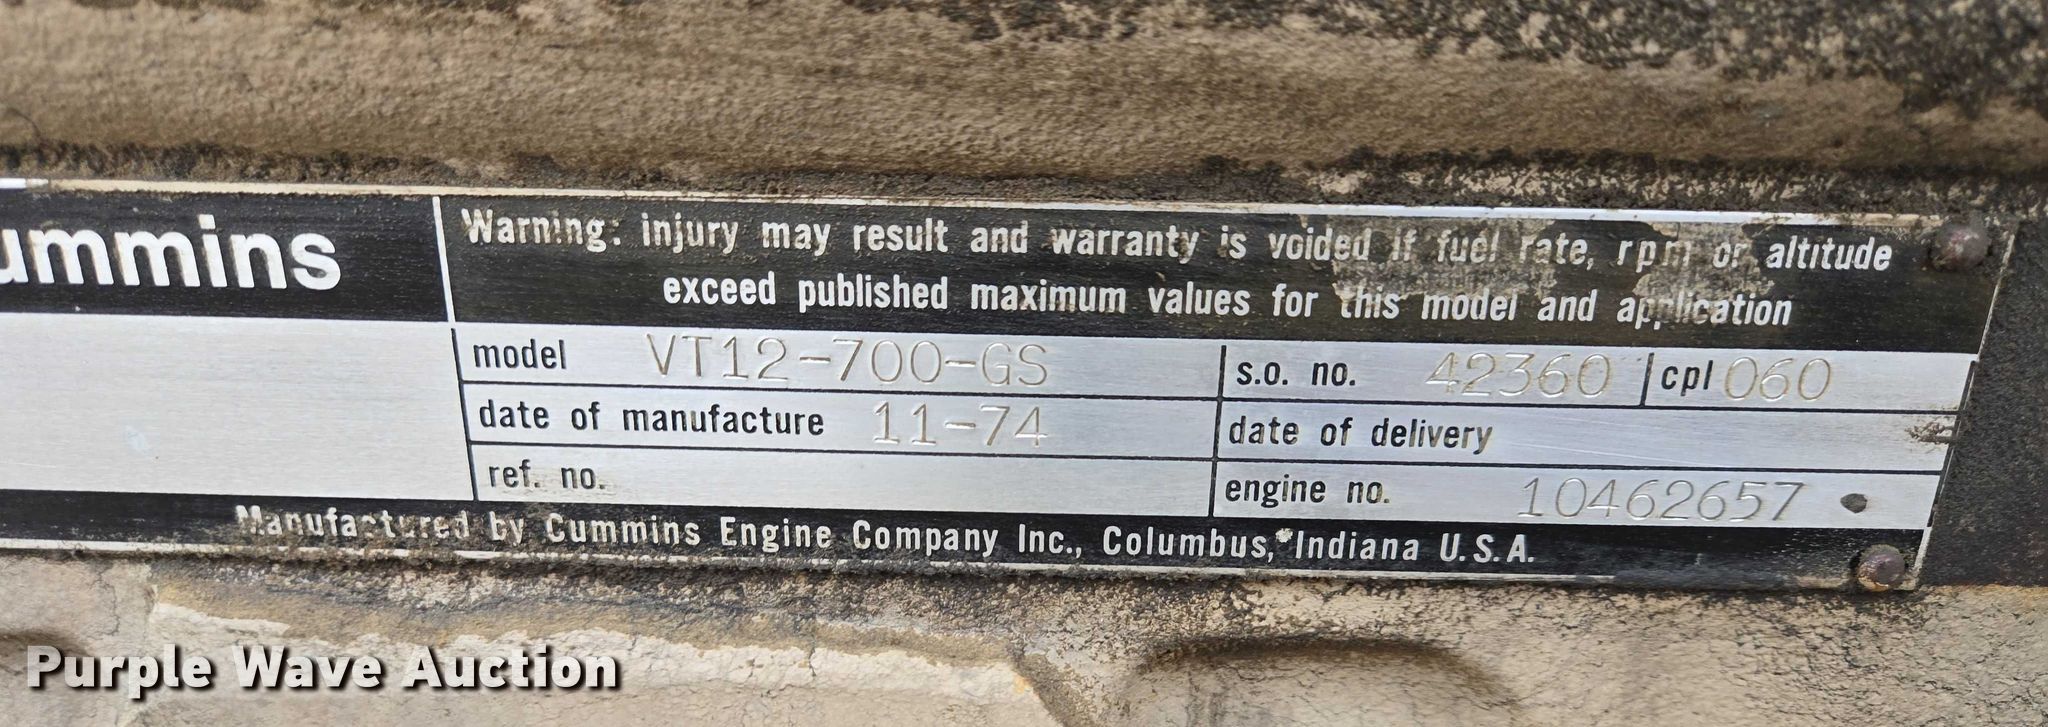 ummins
Warning: injury may result and warranty is voided if fuel rate, rpm or altitude
exceed published maximum values for this model and application
model VT12-700-GS s.o. no. 42360 cpl 060
date of manufacture 11-74 date of delivery
ref. no. engine no. 10462657
Manufactured by Cummins Engine Company Inc., Columbus, Indiana U.S.A.
Purple Wave Auction